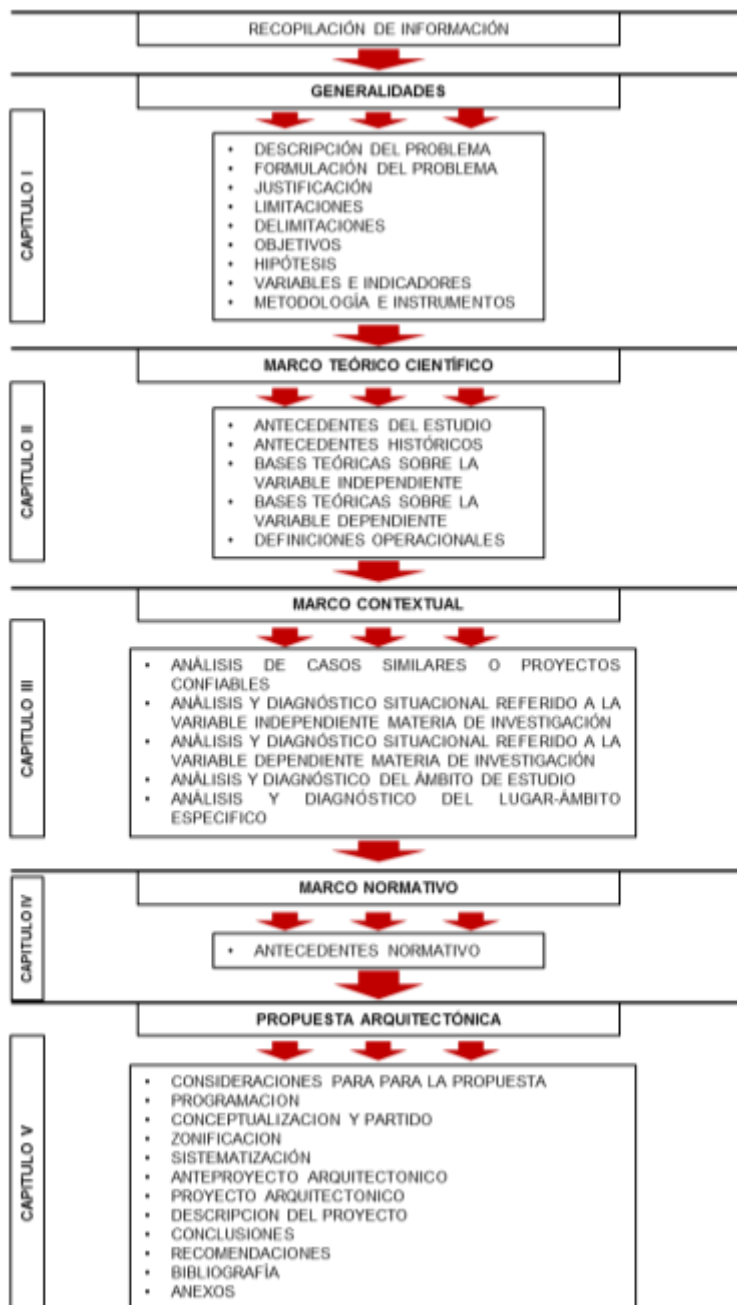 RECOPILACIÓN DE INFORMACIÓN
GENERALIDADES
CAPITULO I
• DESCRIPCIÓN DEL PROBLEMA
• FORMULACIÓN DEL PROBLEMA
• JUSTIFICACIÓN
• LIMITACIONES
• DELIMITACIONES
• OBJETIVOS
• HIPÓTESIS
• VARIABLES E INDICADORES
• METODOLOGÍA E INSTRUMENTOS
MARCO TEÓRICO CIENTÍFICO
CAPITULO II
• ANTECEDENTES DEL ESTUDIO
• ANTECEDENTES HISTÓRICOS
• BASES TEÓRICAS SOBRE LA
VARIABLE INDEPENDIENTE
• BASES TEÓRICAS SOBRE LA
VARIABLE DEPENDIENTE
• DEFINICIONES OPERACIONALES
MARCO CONTEXTUAL
CAPITULO III
• ANÁLISIS DE CASOS SIMILARES O PROYECTOS
CONFIABLES
• ANÁLISIS Y DIAGNÓSTICO SITUACIONAL REFERIDO A LA
VARIABLE INDEPENDIENTE MATERIA DE INVESTIGACIÓN
• ANÁLISIS Y DIAGNÓSTICO SITUACIONAL REFERIDO A LA
VARIABLE DEPENDIENTE MATERIA DE INVESTIGACIÓN
• ANÁLISIS Y DIAGNÓSTICO DEL ÁMBITO DE ESTUDIO
• ANÁLISIS Y DIAGNÓSTICO DEL LUGAR-ÁMBITO
ESPECIFICO
MARCO NORMATIVO
CAPITULO IV
• ANTECEDENTES NORMATIVO
PROPUESTA ARQUITECTÓNICA
CAPITULO V
• CONSIDERACIONES PARA PARA LA PROPUESTA
• PROGRAMACION
• CONCEPTUALIZACION Y PARTIDO
• ZONIFICACION
• SISTEMATIZACIÓN
• ANTEPROYECTO ARQUITECTONICO
• PROYECTO ARQUITECTONICO
• DESCRIPCION DEL PROYECTO
• CONCLUSIONES
• RECOMENDACIONES
• BIBLIOGRAFÍA
• ANEXOS